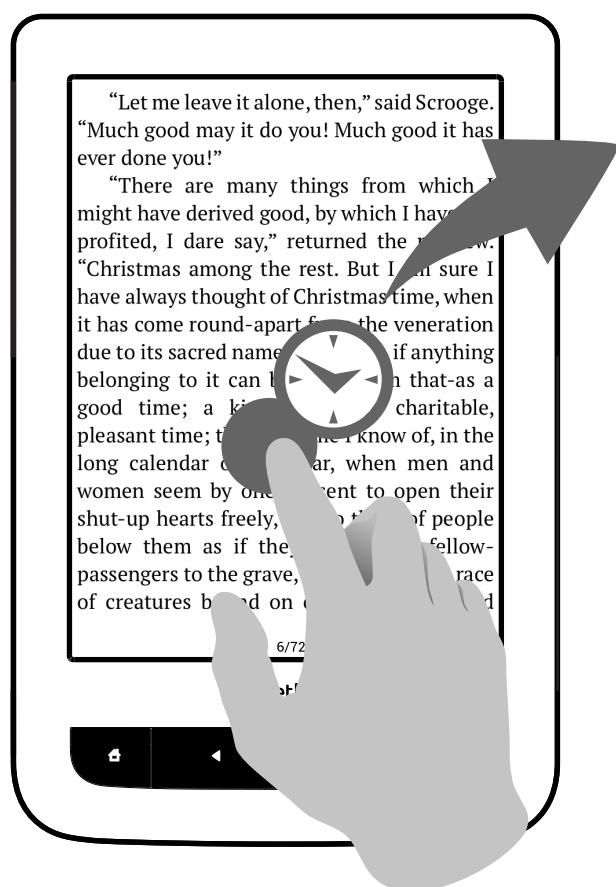 “Let me leave it alone, then,” said Scrooge.
“Much good may it do you! Much good it has
ever done you!”
“There are many things from which I
might have derived good, by which I have
profited, I dare say,” returned the
“Christmas among the rest. But I am sure I
have always thought of Christmas time, when
it has come round-apart from the veneration
due to its sacred name if anything
belonging to it can that-as a
good time; a charitable,
pleasant time; I know of, in the
long calendar when men and
women seem by one to open their
shut-up hearts freely, of people
below them as if they fellow-
passengers to the grave, race
of creatures on
6/72